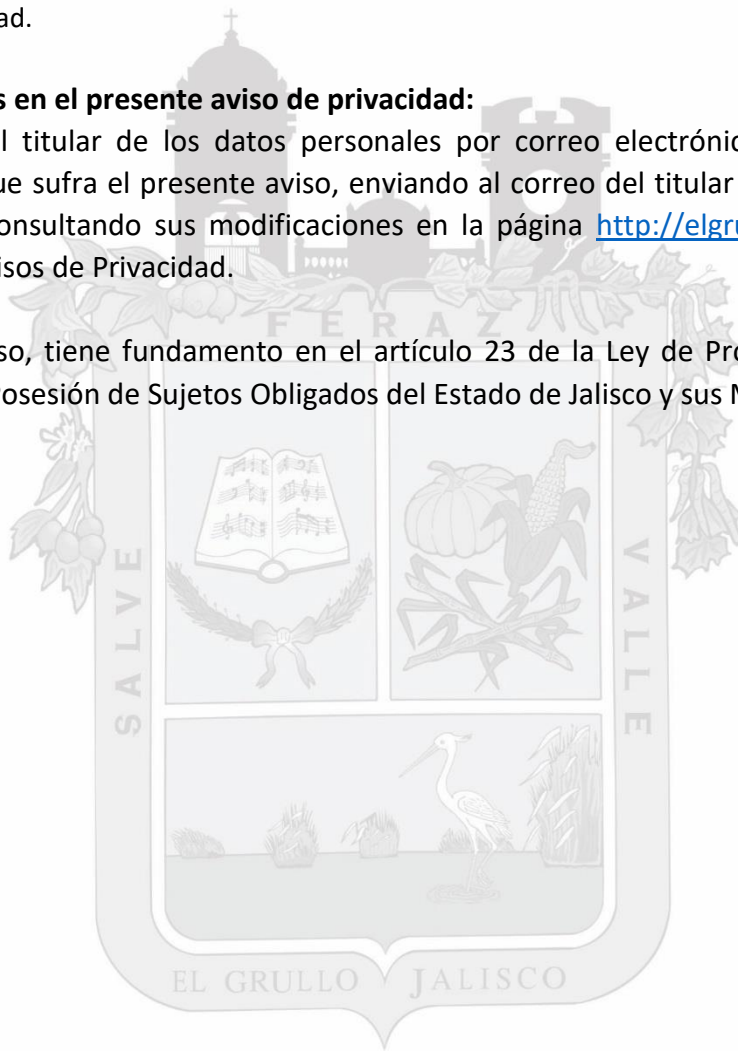 ad.
s en el presente aviso de privacidad:
l titular de los datos personales por correo electrónic
ue sufra el presente aviso, enviando al correo del titular
onsultando sus modificaciones en la página http://elgru
isos de Privacidad.
so, tiene fundamento en el artículo 23 de la Ley de Pro
osesión de Sujetos Obligados del Estado de Jalisco y sus M
FERAZ
SALVE
VALLE
EL GRULLO JALISCO